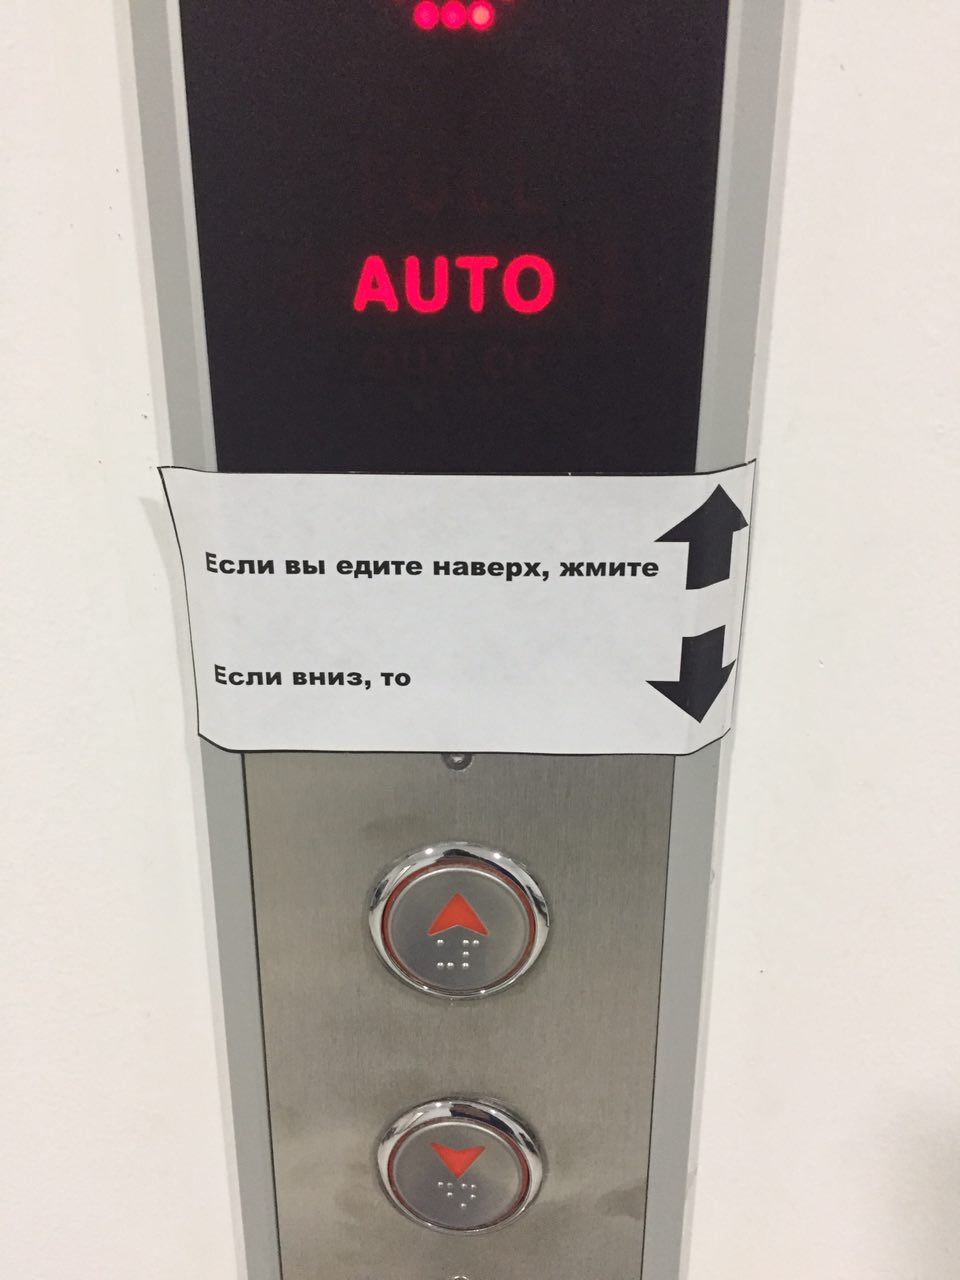 AUTO
Если вы едите наверх, жмите
Если вниз, то